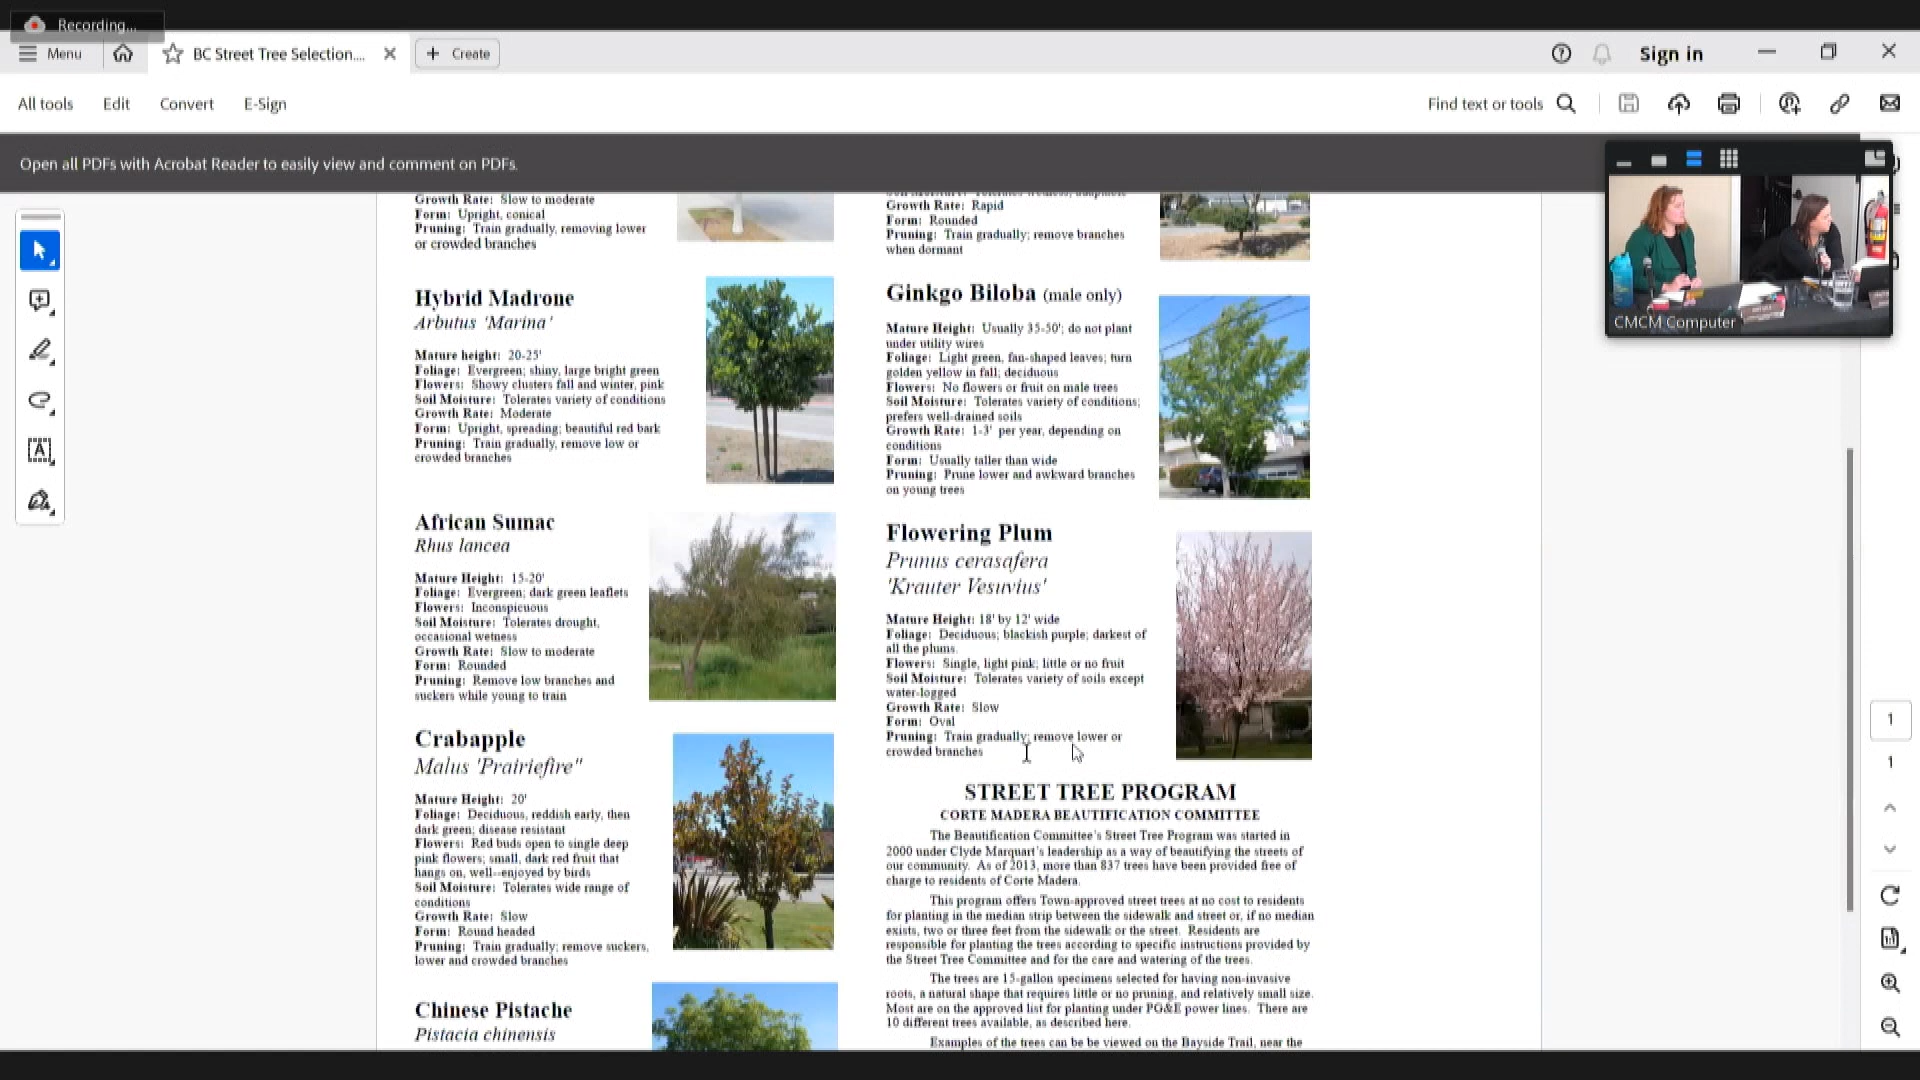 Recording...
Menu
BC Street Tree Selection....
Create
Sign in
All tools
Edit
Convert
E-Sign
Find text or tools
Open all PDFs with Acrobat Reader to easily view and comment on PDFs.
CMCM Computer
Growth Rate: Slow to moderate
Form: Upright, conical
Pruning: Train gradually, removing lower
or crowded branches
Hybrid Madrone
Arbutus 'Marina'
Mature height: 20-25'
Foliage: Evergreen; shiny, large bright green
Flowers: Showy clusters fall and winter, pink
Soil Moisture: Tolerates variety of conditions
Growth Rate: Moderate
Form: Upright, spreading; beautiful red bark
Pruning: Train gradually, remove low or
crowded branches
African Sumac
Rhus lancea
Mature Height: 15-20'
Foliage: Evergreen; dark green leaflets
Flowers: Inconspicuous
Soil Moisture: Tolerates drought,
occasional wetness
Growth Rate: Slow to moderate
Form: Rounded
Pruning: Remove low branches and
suckers while young to train
Crabapple
Malus 'Prairiefire"
Mature Height: 20'
Foliage: Deciduous, reddish early, then
dark green; disease resistant
Flowers: Red buds open to single deep
pink flowers; small, dark red fruit that
hangs on, well--enjoyed by birds
Soil Moisture: Tolerates wide range of
conditions
Growth Rate: Slow
Form: Round headed
Pruning: Train gradually; remove suckers,
lower and crowded branches
Chinese Pistache
Pistacia chinensis
Soil Moisture: Tolerates wetness, adaptable
Growth Rate: Rapid
Form: Rounded
Pruning: Train gradually; remove branches
when dormant
Ginkgo Biloba (male only)
Mature Height: Usually 35-50'; do not plant
under utility wires
Foliage: Light green, fan-shaped leaves; turn
golden yellow in fall; deciduous
Flowers: No flowers or fruit on male trees
Soil Moisture: Tolerates variety of conditions;
prefers well-drained soils
Growth Rate: 1-3' per year, depending on
conditions
Form: Usually taller than wide
Pruning: Prune lower and awkward branches
on young trees
Flowering Plum
Prunus cerasafera
'Krauter Vesuvius'
Mature Height: 18' by 12' wide
Foliage: Deciduous; blackish purple; darkest of
all the plums.
Flowers: Single, light pink; little or no fruit
Soil Moisture: Tolerates variety of soils except
water-logged
Growth Rate: Slow
Form: Oval
Pruning: Train gradually; remove lower or
crowded branches
STREET TREE PROGRAM
CORTE MADERA BEAUTIFICATION COMMITTEE
The Beautification Committee's Street Tree Program was started in
2000 under Clyde Marquart's leadership as a way of beautifying the streets of
our community. As of 2013, more than 837 trees have been provided free of
charge to residents of Corte Madera.
This program offers Town-approved street trees at no cost to residents
for planting in the median strip between the sidewalk and street or, if no median
exists, two or three feet from the sidewalk or the street. Residents are
responsible for planting the trees according to specific instructions provided by
the Street Tree Committee and for the care and watering of the trees.
The trees are 15-gallon specimens selected for having non-invasive
roots, a natural shape that requires little or no pruning, and relatively small size.
Most are on the approved list for planting under PG&E power lines. There are
10 different trees available, as described here.
Examples of the trees can be be viewed on the Bayside Trail, near the
1
1